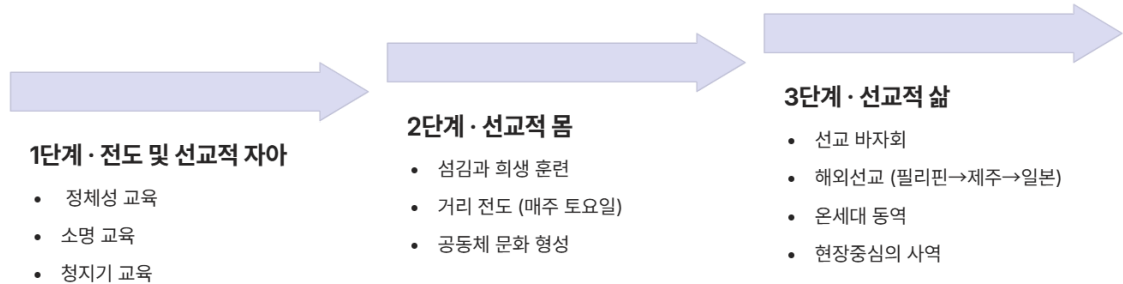 1단계 · 전도 및 선교적 자아
• 정체성 교육
• 소명 교육
• 청지기 교육
2단계 · 선교적 몸
• 섬김과 희생 훈련
• 거리 전도 (매주 토요일)
• 공동체 문화 형성
3단계 · 선교적 삶
• 선교 바자회
• 해외선교 (필리핀→제주→일본)
• 온세대 동역
• 현장중심의 사역